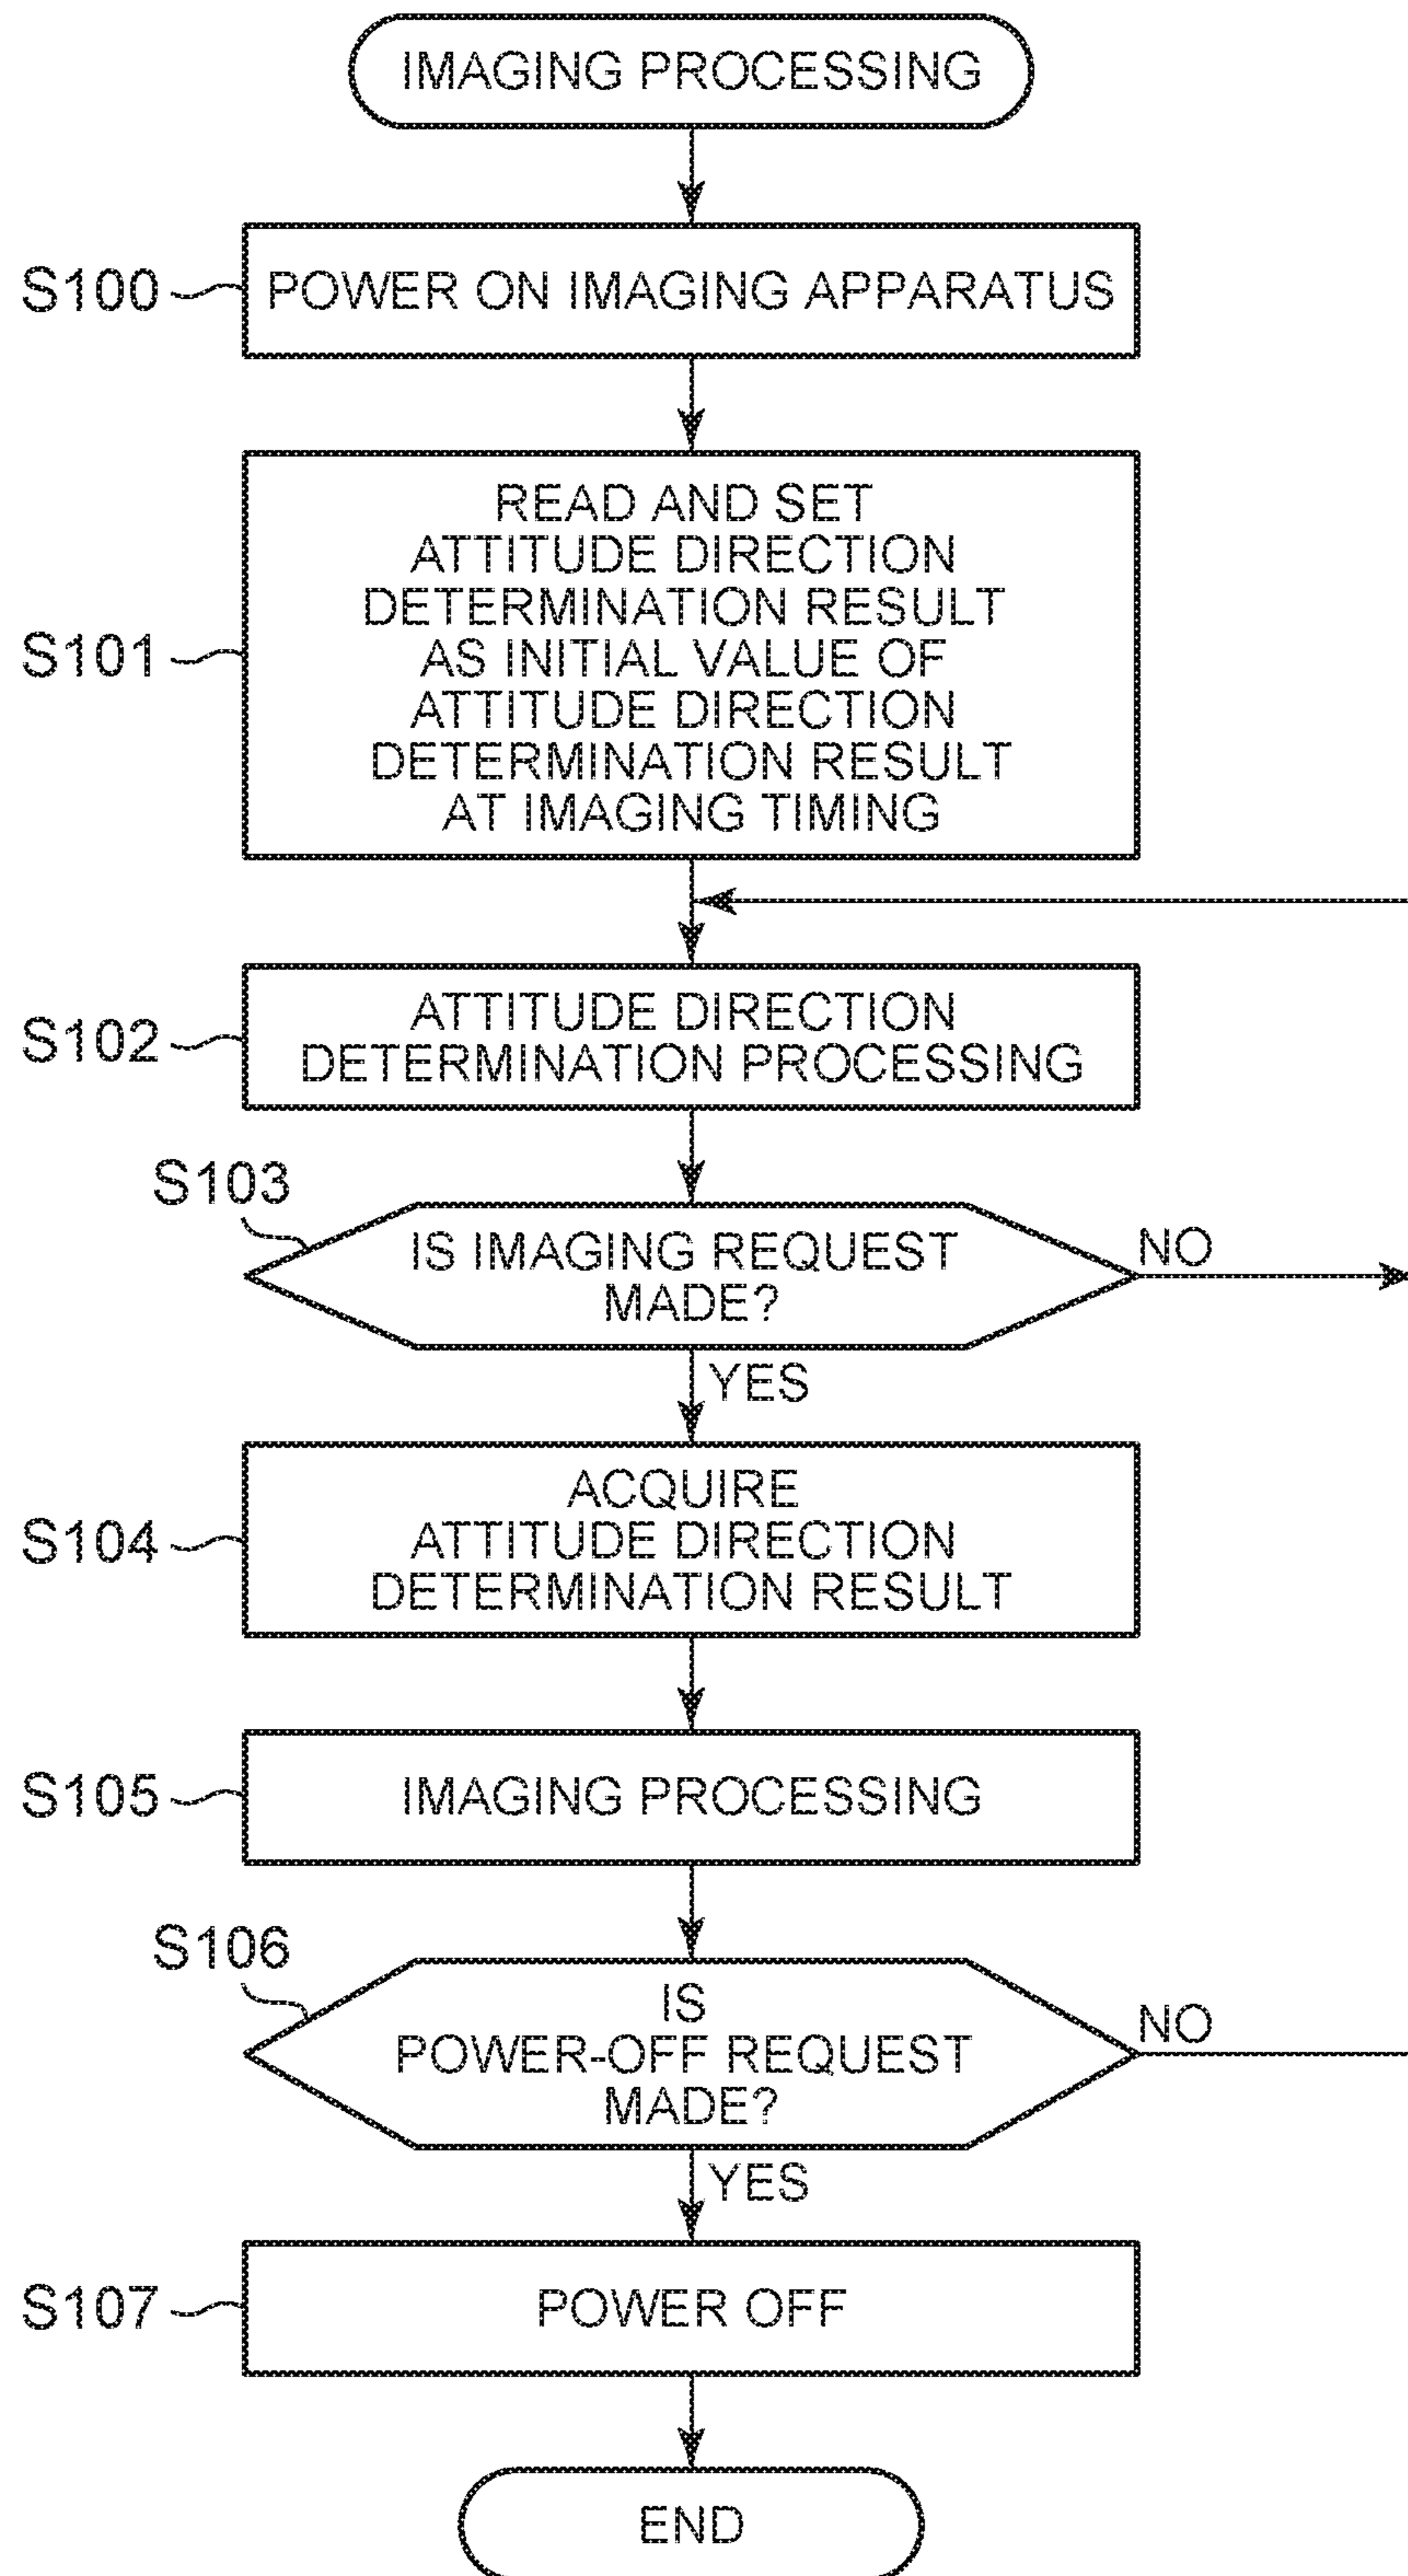 IMAGING PROCESSING
S100
POWER ON IMAGING APPARATUS
S101
READ AND SET
ATTITUDE DIRECTION
DETERMINATION RESULT
AS INITIAL VALUE OF
ATTITUDE DIRECTION
DETERMINATION RESULT
AT IMAGING TIMING
S102
ATTITUDE DIRECTION
DETERMINATION PROCESSING
S103
IS IMAGING REQUEST
MADE?
NO
YES
S104
ACQUIRE
ATTITUDE DIRECTION
DETERMINATION RESULT
S105
IMAGING PROCESSING
S106
IS
POWER-OFF REQUEST
MADE?
NO
YES
S107
POWER OFF
END